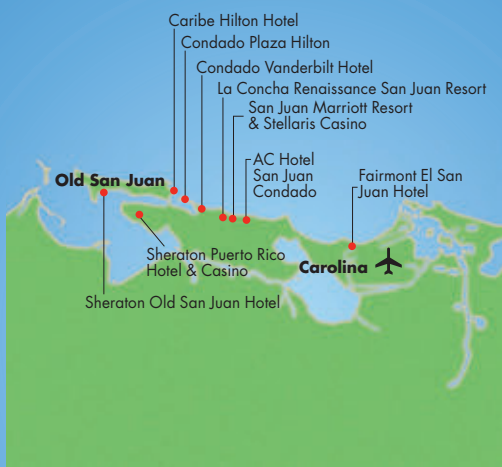 Caribe Hilton Hotel
Condado Plaza Hilton
Condado Vanderbilt Hotel
La Concha Renaissance San Juan Resort
San Juan Marriott Resort
& Stellaris Casino
AC Hotel
San Juan
Condado
Old San Juan
Fairmont El San
Juan Hotel
Sheraton Puerto Rico
Hotel & Casino
Carolina
Sheraton Old San Juan Hotel